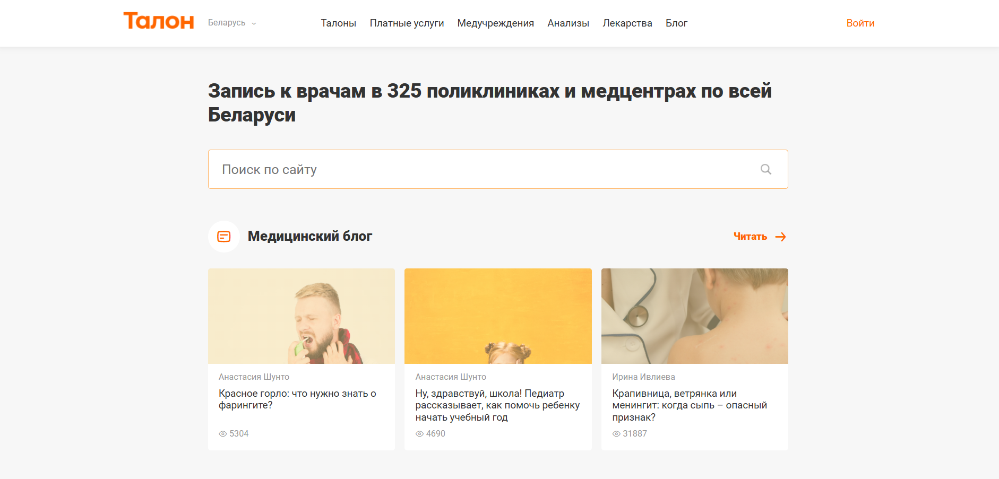 Талон
Беларусь
Талоны Платные услуги Медучреждения Анализы Лекарства Блог
Войти
Запись к врачам в 325 поликлиниках и медцентрах по всей
Беларуси
Поиск по сайту
Медицинский блог
Читать
Анастасия Шунто
Красное горло: что нужно знать о
фарингите?
5304
Анастасия Шунто
Ну, здравствуй, школа! Педиатр
рассказывает, как помочь ребенку
начать учебный год
4690
Ирина Ивлиева
Крапивница, ветрянка или
менингит: когда сыпь – опасный
признак?
31887